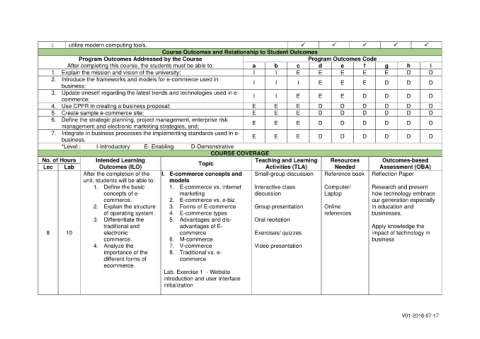 i. utilize modern computing tools. ✓ ✓ ✓ ✓ ✓
Course Outcomes and Relationship to Student Outcomes
Program Outcomes Addressed by the Course Program Outcomes Code
After completing this course, the students must be able to: a b c d e f g h i
1. Explain the mission and vision of the university; I I E E E E E D D
2. Introduce the frameworks and models for e-commerce used in
business; I I I E E D D D D
3. Update oneself regarding the latest trends and technologies used in e-
commerce; I I E E E D D D D
4. Use CPFR in creating a business proposal; E E E D D D D D D
5. Create sample e-commerce site; E E E D D D D D D
6. Define the strategic planning, project management, enterprise risk
management and electronic marketing strategies, and; E E E D D D D D D
7. Integrate in business processes the implementing standards used in e-
business. E E E D D D D D D
*Level : I-Introductory E- Enabling D-Demonstrative
COURSE COVERAGE
No. of Hours
Lec Lab
Intended Learning
Outcomes (ILO)
Topic
Teaching and Learning
Activities (TLA)
Resources
Needed
Outcomes-based
Assessment (OBA)
8 10
After the completion of the
unit, students will be able to:
1. Define the basic
concepts of e-
commerce.
2. Explain the structure
of operating system.
3. Differentiate the
traditional and
electronic
commerce.
4. Analyze the
importance of the
different forms of
ecommerce.
I. E-commerce concepts and
models
1. E-commerce vs. internet
marketing
2. E-commerce vs. e-biz
3. Forms of E-commerce
4. E-commerce types
5. Advantages and dis-
advantages of E-
commerce
6. M-commerce
7. V-commerce
8. Traditional vs. e-
commerce
Lab. Exercise 1 - Website
introduction and user interface
initialization
Small-group discussion
Interactive class
discussion
Group presentation
Oral recitation
Exercises/ quizzes
Video presentation
Reference book
Computer/
Laptop
Online
references
Reflection Paper
Research and present
how technology embrace
our generation especially
in education and
businesses.
Apply knowledge the
impact of technology in
business
V01-2018-07-17